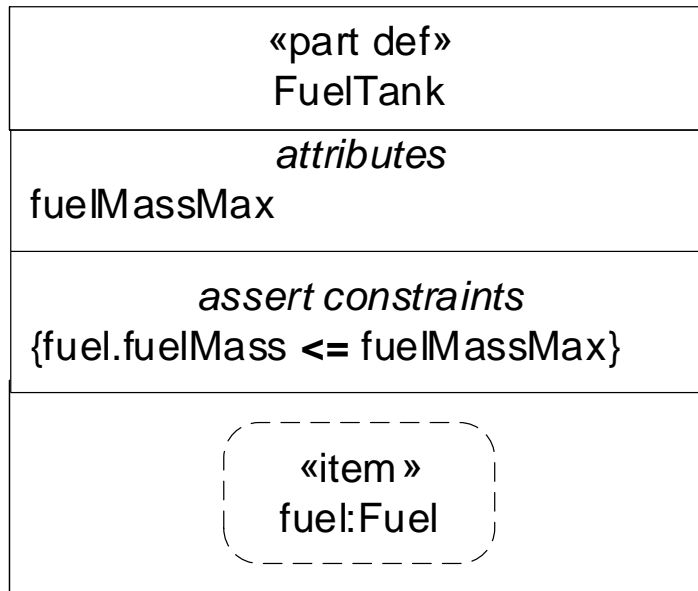 «part def»
FuelTank
attributes
fuelMassMax
assert constraints
{fuel.fuelMass <= fuelMassMax}
«item»
fuel:Fuel